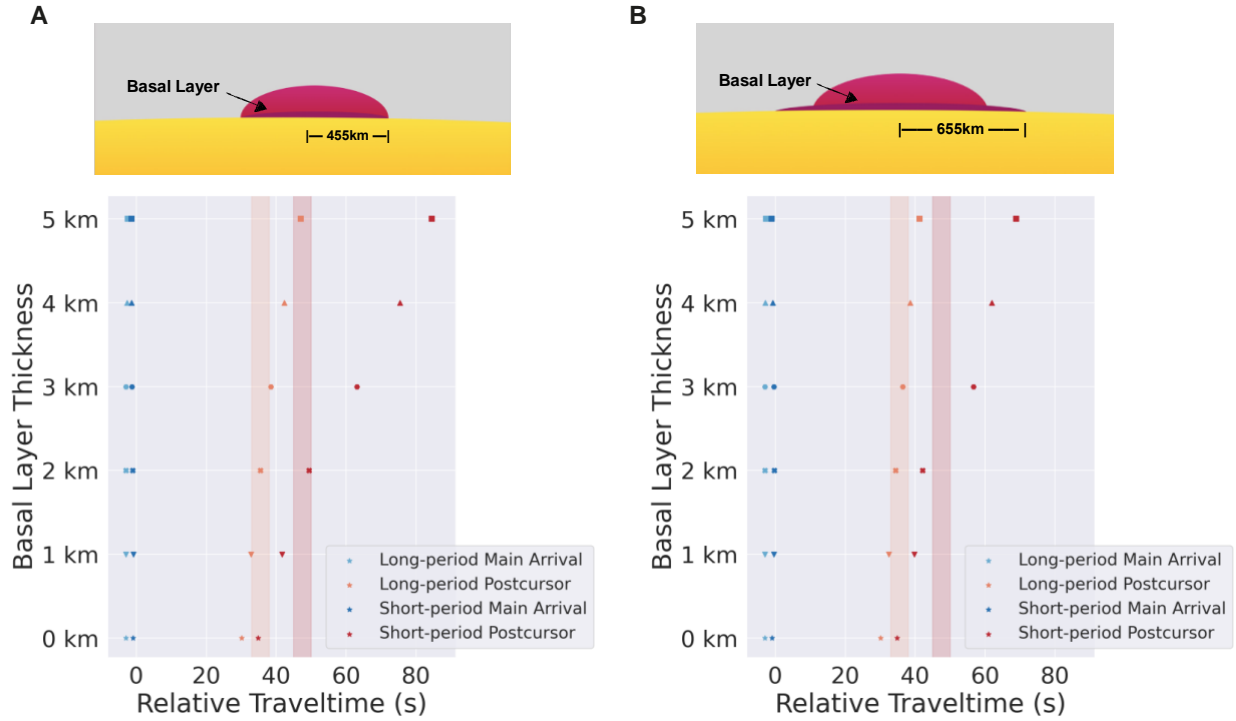 A
Basal Layer
|— 455km —|
5 km
4 km
3 km
2 km
1 km
0 km
Basal Layer Thickness
Long-period Main Arrival
Long-period Postcursor
Short-period Main Arrival
Short-period Postcursor
0 20 40 60 80
Relative Traveltime (s)
B
Basal Layer
|—— 655km ——|
5 km
4 km
3 km
2 km
1 km
0 km
Basal Layer Thickness
Long-period Main Arrival
Long-period Postcursor
Short-period Main Arrival
Short-period Postcursor
0 20 40 60 80
Relative Traveltime (s)